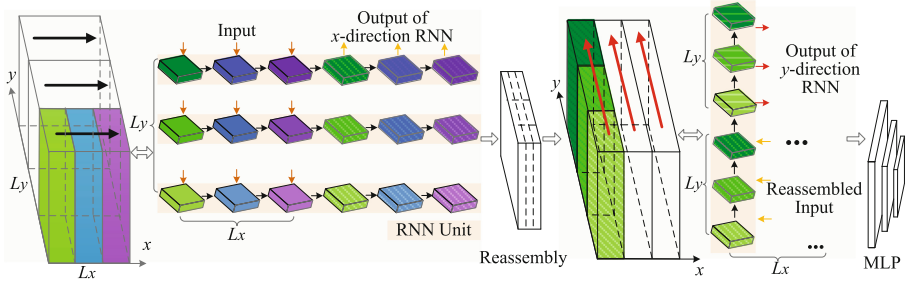 y
Ly
Lx
x
Input
Output of
x-direction RNN
Ly
Lx
RNN Unit
Reassembly
y
x
Ly
Ly
Output of
y-direction
RNN
•••
Reassembled
Input
•••
Lx
MLP